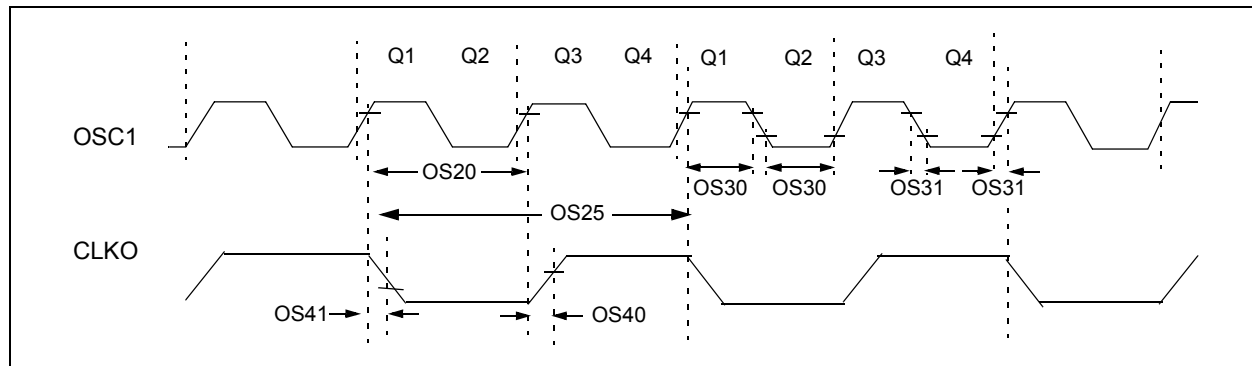 Q1 Q2 Q3 Q4 Q1 Q2 Q3 Q4
OSC1
OS20 OS30 OS30 OS31 OS31
OS25
CLKO
OS41 OS40